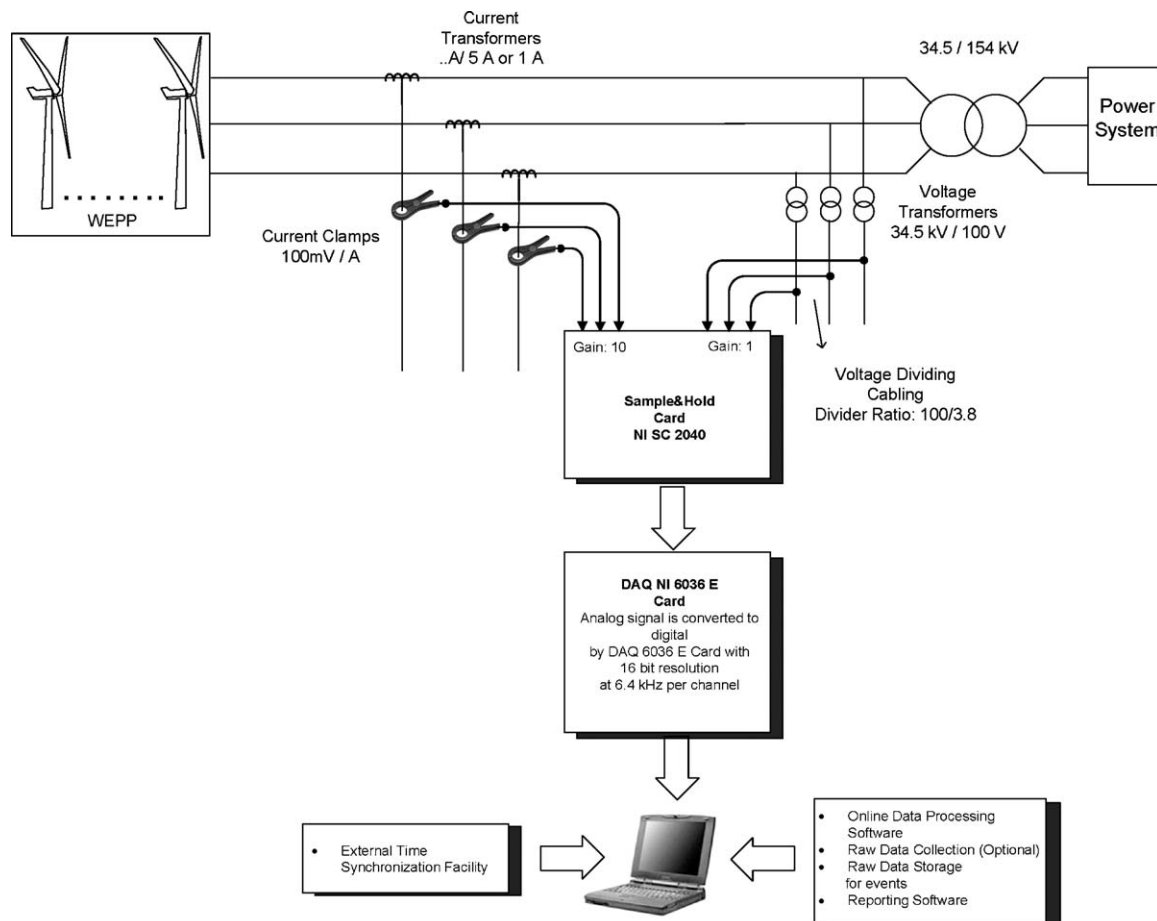 Current
Transformers
..A/ 5 A or 1 A
34.5 / 154 kV
Power
System
WEPP
Current Clamps
100mV / A
Voltage
Transformers
34.5 kV / 100 V
Gain: 10
Gain: 1
Sample&Hold
Card
NI SC 2040
Voltage Dividing
Cabling
Divider Ratio: 100/3.8
DAQ NI 6036 E
Card
Analog signal is converted to
digital
by DAQ 6036 E Card with
16 bit resolution
at 6.4 kHz per channel
• External Time
Synchronization Facility
• Online Data Processing
Software
• Raw Data Collection (Optional)
• Raw Data Storage
for events
• Reporting Software